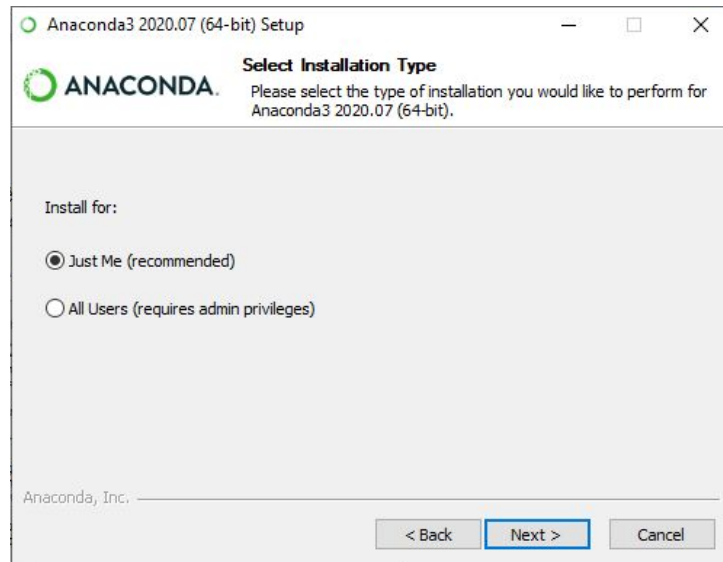 Anaconda3 2020.07 (64-bit) Setup
ANACONDA.
Select Installation Type
Please select the type of installation you would like to perform for
Anaconda3 2020.07 (64-bit).
Install for:
Just Me (recommended)
All Users (requires admin privileges)
Anaconda, Inc.
< Back
Next >
Cancel